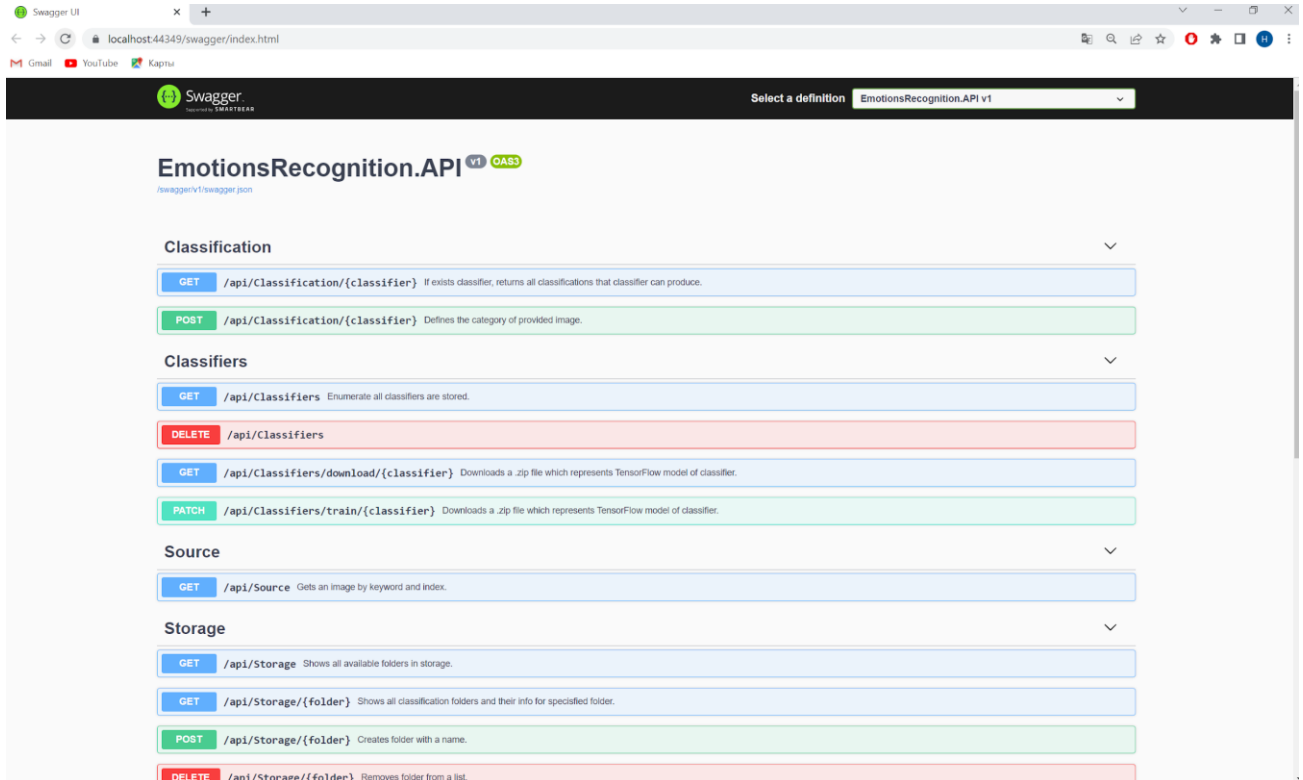 Swagger UI
localhost:44349/swagger/index.html
H
Gmail YouTube Карты
Swagger.
Supported by SMARTBEAR
Select a definition EmotionsRecognition.API v1
EmotionsRecognition.API v1 OAS3
/swagger/v1/swagger.json
Classification
GET /api/Classification/{classifier} If exists classifier, returns all classifications that classifier can produce.
POST /api/Classification/{classifier} Defines the category of provided image.
Classifiers
GET /api/Classifiers Enumerate all classifiers are stored.
DELETE /api/Classifiers
GET /api/Classifiers/download/{classifier} Downloads a .zip file which represents TensorFlow model of classifier.
PATCH /api/Classifiers/train/{classifier} Downloads a .zip file which represents TensorFlow model of classifier.
Source
GET /api/Source Gets an image by keyword and index.
Storage
GET /api/Storage Shows all available folders in storage.
GET /api/Storage/{folder} Shows all classification folders and their info for specisfied folder.
POST /api/Storage/{folder} Creates folder with a name.
DELETE /api/Storage/{folder} Removes folder from a list.